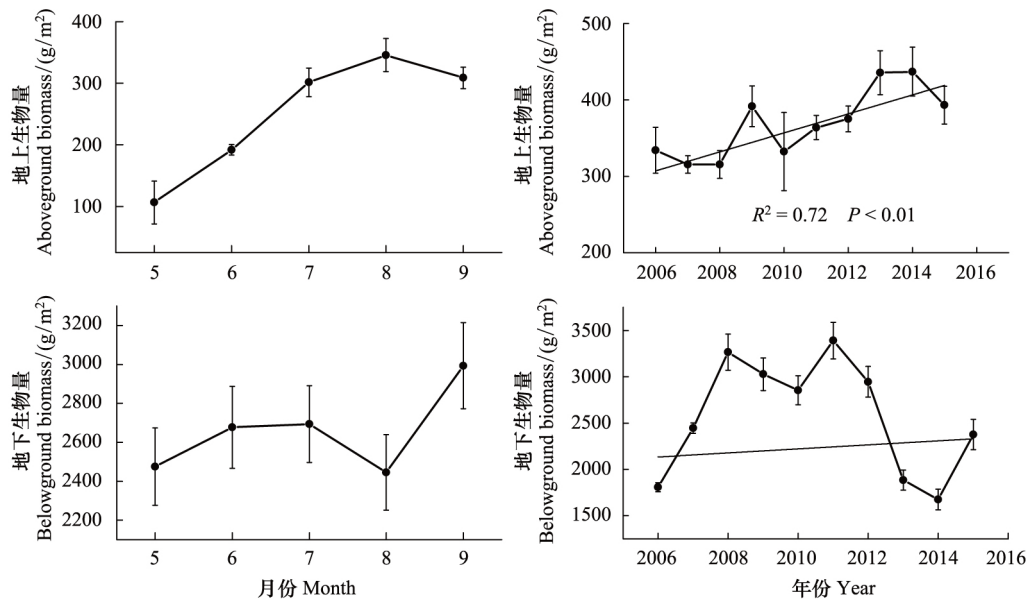 地上生物量
Aboveground biomass/(g/m²)
400
300
200
100
5 6 7 8 9
地上生物量
Aboveground biomass/(g/m²)
500
400
300
200
R² = 0.72 P < 0.01
2006 2008 2010 2012 2014 2016
地下生物量
Belowground biomass/(g/m²)
3200
3000
2800
2600
2400
2200
5 6 7 8 9
月份 Month
地下生物量
Belowground biomass/(g/m²)
3500
3000
2500
2000
1500
2006 2008 2010 2012 2014 2016
年份 Year